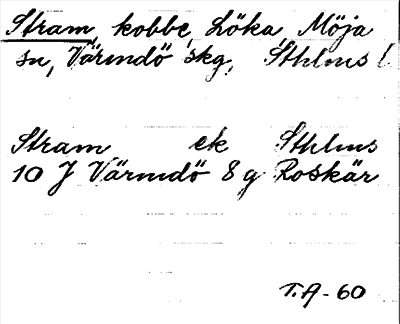 Stram, kobbe, Löka, Möja
sn, Värmdö skg, Sthlms l.
Stram ek Sthlms
10 J Värmdö 8 g Roskär
T.A-60